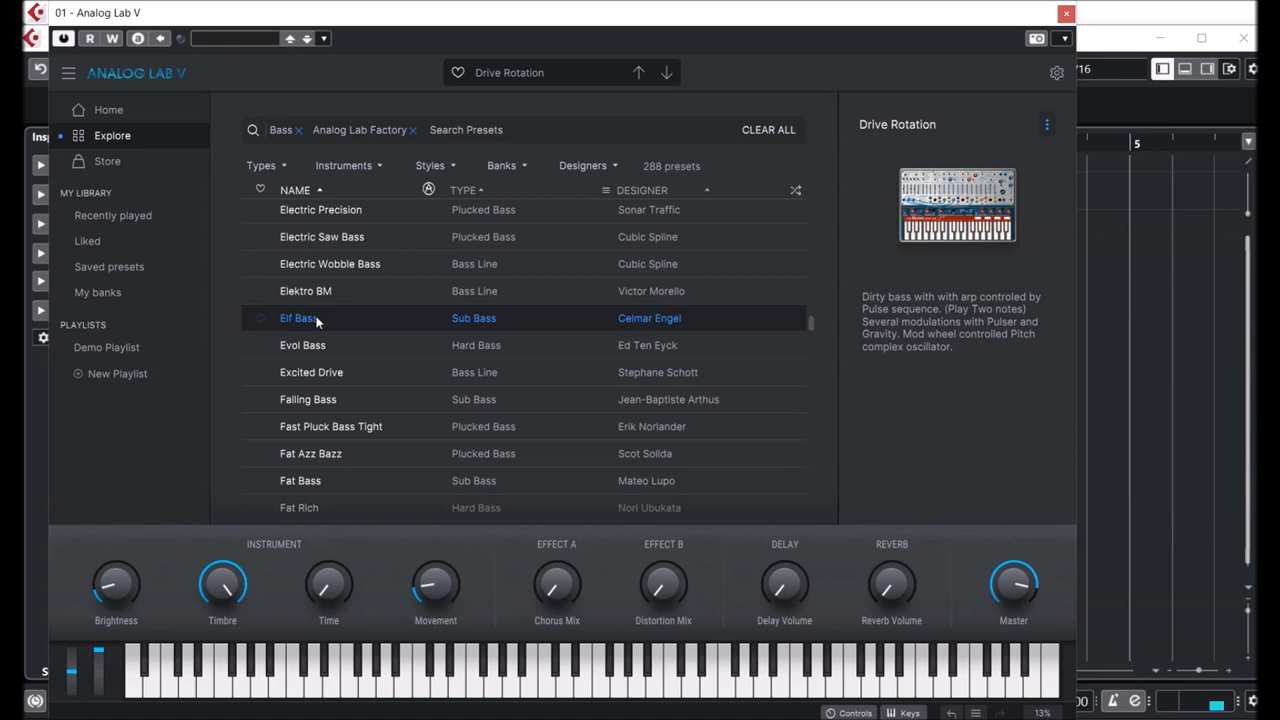 01 - Analog Lab V
R W a
ANALOG LAB V
Drive Rotation
/16
Home
Explore
Store
MY LIBRARY
Recently played
Liked
Saved presets
My banks
PLAYLISTS
Demo Playlist
New Playlist
Bass Analog Lab Factory Search Presets CLEAR ALL
Types Instruments Styles Banks Designers 288 presets
NAME TYPE DESIGNER
Electric Precision Plucked Bass Sonar Traffic
Electric Saw Bass Plucked Bass Cubic Spline
Electric Wobble Bass Bass Line Cubic Spline
Elektro BM Bass Line Victor Morello
Elf Bass Sub Bass Celmar Engel
Evol Bass Hard Bass Ed Ten Eyck
Excited Drive Bass Line Stephane Schott
Falling Bass Sub Bass Jean-Baptiste Arthus
Fast Pluck Bass Tight Plucked Bass Erik Norlander
Fat Azz Bazz Plucked Bass Scot Solida
Fat Bass Sub Bass Mateo Lupo
Fat Rich Hard Bass Nori Ubukata
Drive Rotation
Dirty bass with with arp controled by
Pulse sequence. (Play Two notes)
Several modulations with Pulser and
Gravity. Mod wheel controled Pitch
complex oscillator.
Insp
5
INSTRUMENT EFFECT A EFFECT B DELAY REVERB
Brightness Timbre Time Movement Chorus Mix Distortion Mix Delay Volume Reverb Volume Master
S
00
Controls Keys 13%